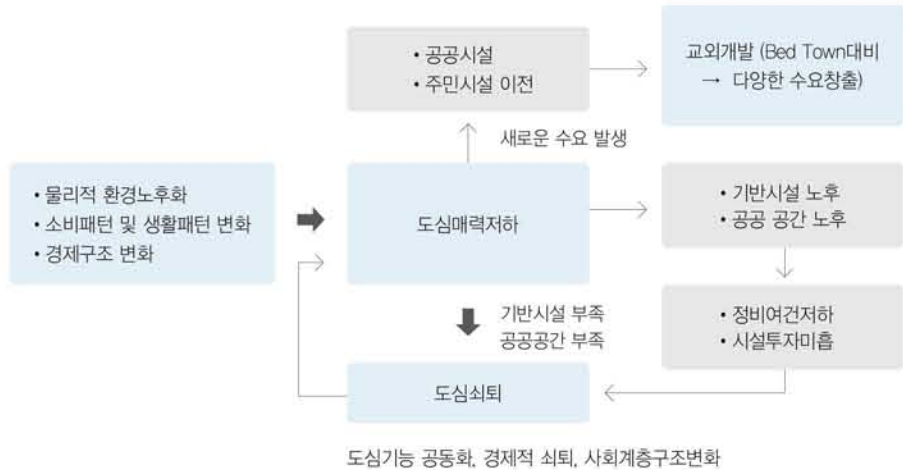 • 공공시설
• 주민시설 이전
교외개발 (Bed Town대비
→ 다양한 수요창출)
새로운 수요 발생
• 물리적 환경노후화
• 소비패턴 및 생활패턴 변화
• 경제구조 변화
도심매력저하
• 기반시설 노후
• 공공 공간 노후
기반시설 부족
공공공간 부족
• 정비여건저하
• 시설투자미흡
도심쇠퇴
도심기능 공동화, 경제적 쇠퇴, 사회계층구조변화